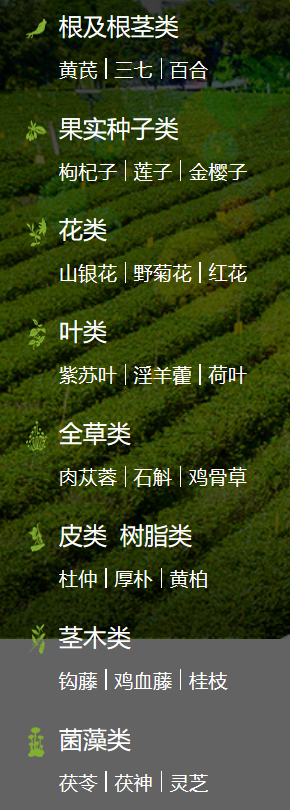 根及根茎类
黄芪 | 三七 | 百合
果实种子类
枸杞子 | 莲子 | 金樱子
花类
山银花 | 野菊花 | 红花
叶类
紫苏叶 | 淫羊藿 | 荷叶
全草类
肉苁蓉 | 石斛 | 鸡骨草
皮类 树脂类
杜仲 | 厚朴 | 黄柏
茎木类
钩藤 | 鸡血藤 | 桂枝
菌藻类
茯苓 | 茯神 | 灵芝